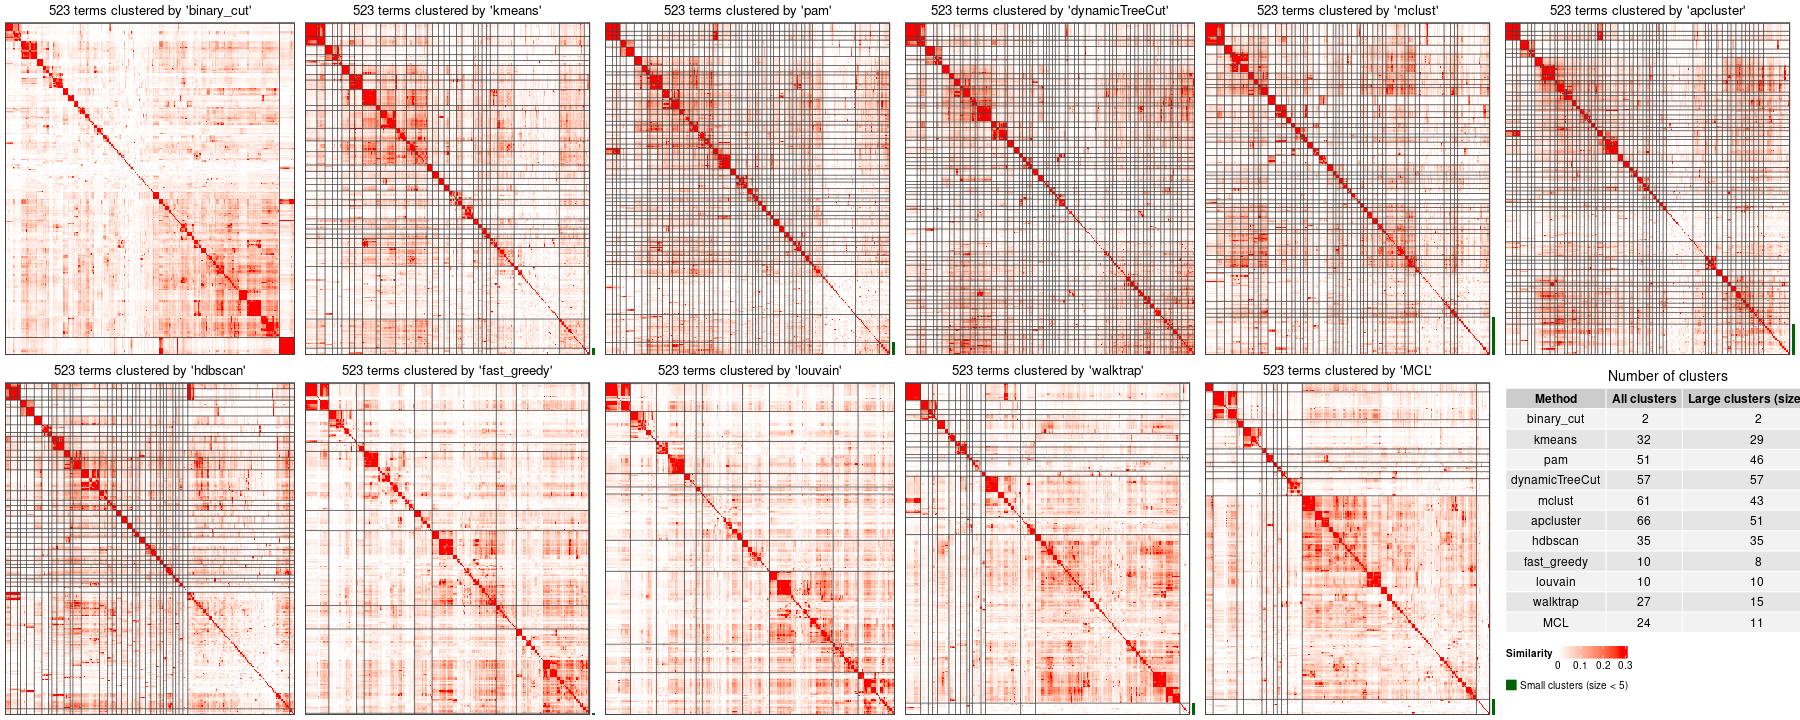 523 terms clustered by 'binary_cut'
523 terms clustered by 'kmeans'
523 terms clustered by 'pam'
523 terms clustered by 'dynamicTreeCut'
523 terms clustered by 'mclust'
523 terms clustered by 'apcluster'
523 terms clustered by 'hdbscan'
523 terms clustered by 'fast_greedy'
523 terms clustered by 'louvain'
523 terms clustered by 'walktrap'
523 terms clustered by 'MCL'
Number of clusters
Method All clusters Large clusters (size
binary_cut 2 2
kmeans 32 29
pam 51 46
dynamicTreeCut 57 57
mclust 61 43
apcluster 66 51
hdbscan 35 35
fast_greedy 10 8
louvain 10 10
walktrap 27 15
MCL 24 11
Similarity
0 0.1 0.2 0.3
Small clusters (size < 5)